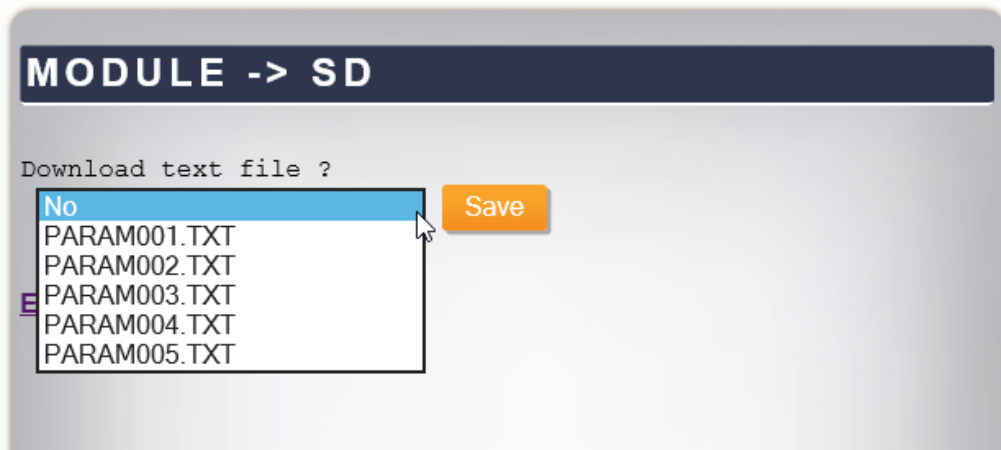 MODULE -> SD
Download text file ?
No
Save
PARAM001.TXT
PARAM002.TXT
PARAM003.TXT
PARAM004.TXT
PARAM005.TXT